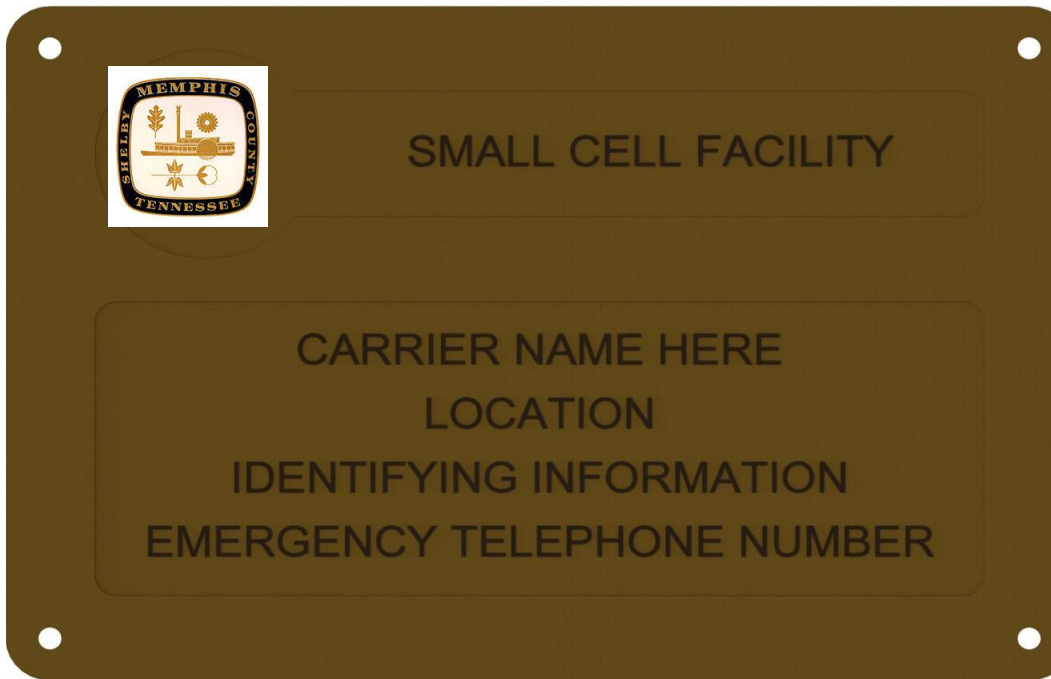 MEMPHIS
SHELBY
COUNTY
TENNESSEE
SMALL CELL FACILITY
CARRIER NAME HERE
LOCATION
IDENTIFYING INFORMATION
EMERGENCY TELEPHONE NUMBER